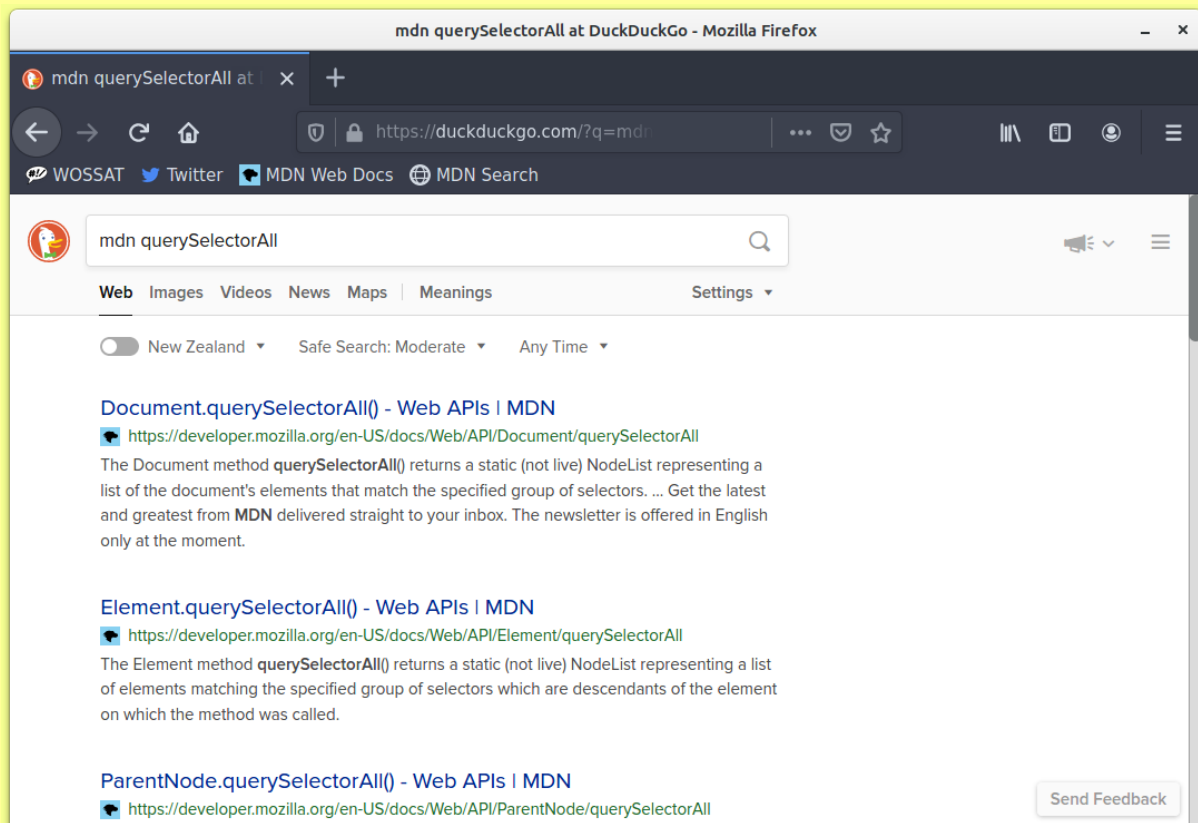 mdn querySelectorAll at DuckDuckGo - Mozilla Firefox
mdn querySelectorAll at
https://duckduckgo.com/?q=mdn
WOSSAT Twitter MDN Web Docs MDN Search
mdn querySelectorAll
Web Images Videos News Maps Meanings Settings
New Zealand Safe Search: Moderate Any Time
Document.querySelectorAll() - Web APIs | MDN
https://developer.mozilla.org/en-US/docs/Web/API/Document/querySelectorAll
The Document method querySelectorAll() returns a static (not live) NodeList representing a
list of the document's elements that match the specified group of selectors. ... Get the latest
and greatest from MDN delivered straight to your inbox. The newsletter is offered in English
only at the moment.
Element.querySelectorAll() - Web APIs | MDN
https://developer.mozilla.org/en-US/docs/Web/API/Element/querySelectorAll
The Element method querySelectorAll() returns a static (not live) NodeList representing a list
of elements matching the specified group of selectors which are descendants of the element
on which the method was called.
ParentNode.querySelectorAll() - Web APIs | MDN
https://developer.mozilla.org/en-US/docs/Web/API/ParentNode/querySelectorAll
Send Feedback